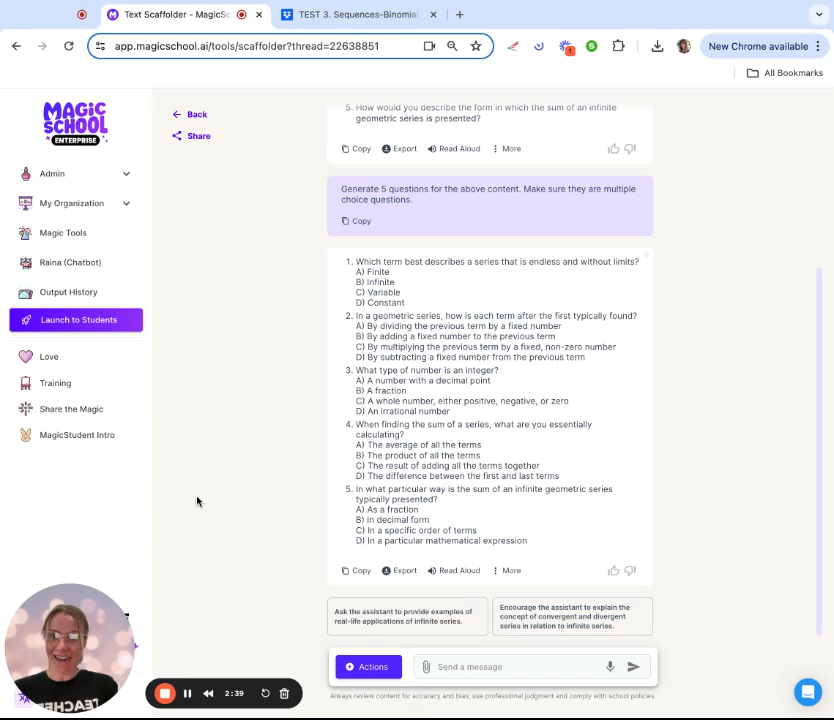 Text Scaffolder - MagicSc
TEST 3. Sequences-Binomial
app.magicschool.ai/tools/scaffolder?thread=22638851
1
S
New Chrome available
All Bookmarks
MAGIC
SCHOOL
ENTERPRISE
Admin
My Organization
Magic Tools
Raina (Chatbot)
Output History
Launch to Students
Love
Training
Share the Magic
MagicStudent Intro
Back
Share
5. How would you describe the form in which the sum of an infinite
geometric series is presented?
Copy Export Read Aloud More
Generate 5 questions for the above content. Make sure they are multiple
choice questions.
Copy
1. Which term best describes a series that is endless and without limits?
A) Finite
B) Infinite
C) Variable
D) Constant
2. In a geometric series, how is each term after the first typically found?
A) By dividing the previous term by a fixed number
B) By adding a fixed number to the previous term
C) By multiplying the previous term by a fixed, non-zero number
D) By subtracting a fixed number from the previous term
3. What type of number is an integer?
A) A number with a decimal point
B) A fraction
C) A whole number, either positive, negative, or zero
D) An irrational number
4. When finding the sum of a series, what are you essentially
calculating?
A) The average of all the terms
B) The product of all the terms
C) The result of adding all the terms together
D) The difference between the first and last terms
5. In what particular way is the sum of an infinite geometric series
typically presented?
A) As a fraction
B) In decimal form
C) In a specific order of terms
D) In a particular mathematical expression
Copy Export Read Aloud More
Ask the assistant to provide examples of
real-life applications of infinite series.
Encourage the assistant to explain the
concept of convergent and divergent
series in relation to infinite series.
Actions
Send a message
Always review content for accuracy and bias; use professional judgment and comply with school policies.
2:39